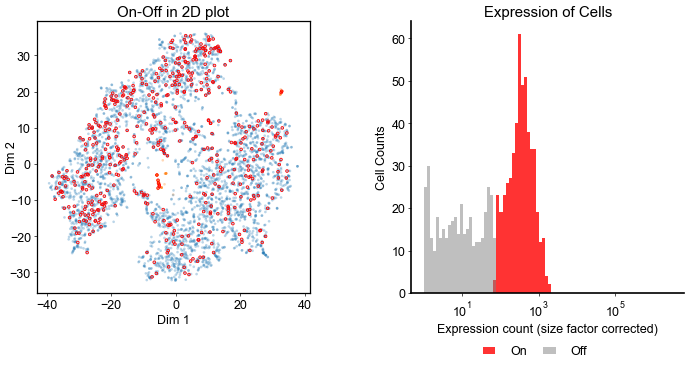 On-Off in 2D plot
Dim 2
30
20
10
0
−10
−20
−30
−40
−20
0
20
40
Dim 1
Expression of Cells
Cell Counts
60
50
40
30
20
10
0
10^1
10^3
10^5
Expression count (size factor corrected)
On
Off